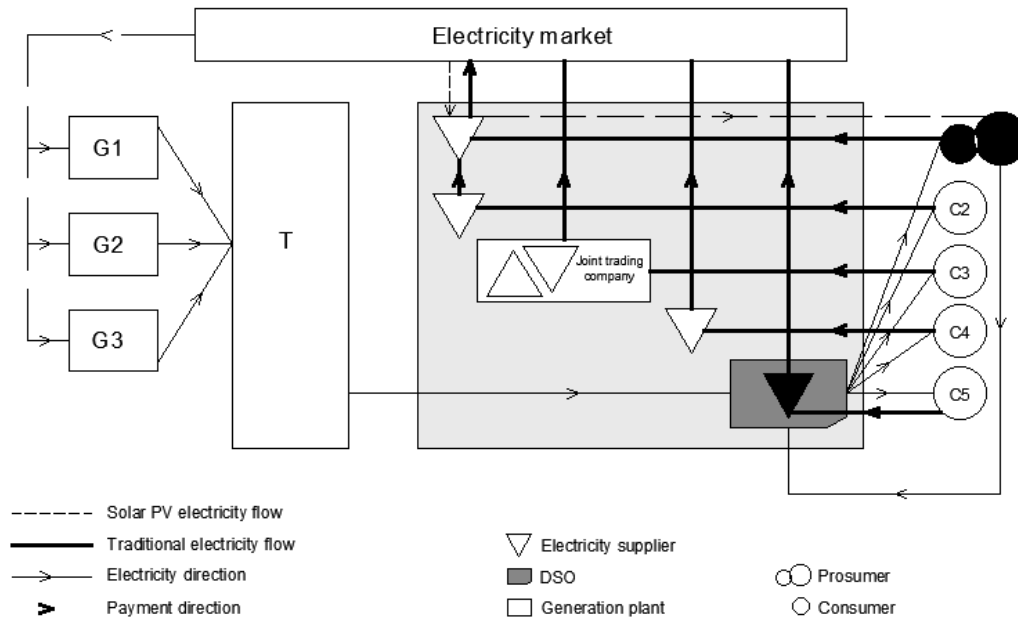 Electricity market
G1
G2
G3
T
Joint trading
company
C2
C3
C4
C5
Solar PV electricity flow
Traditional electricity flow
Electricity direction
Payment direction
Electricity supplier
DSO
Generation plant
Prosumer
Consumer